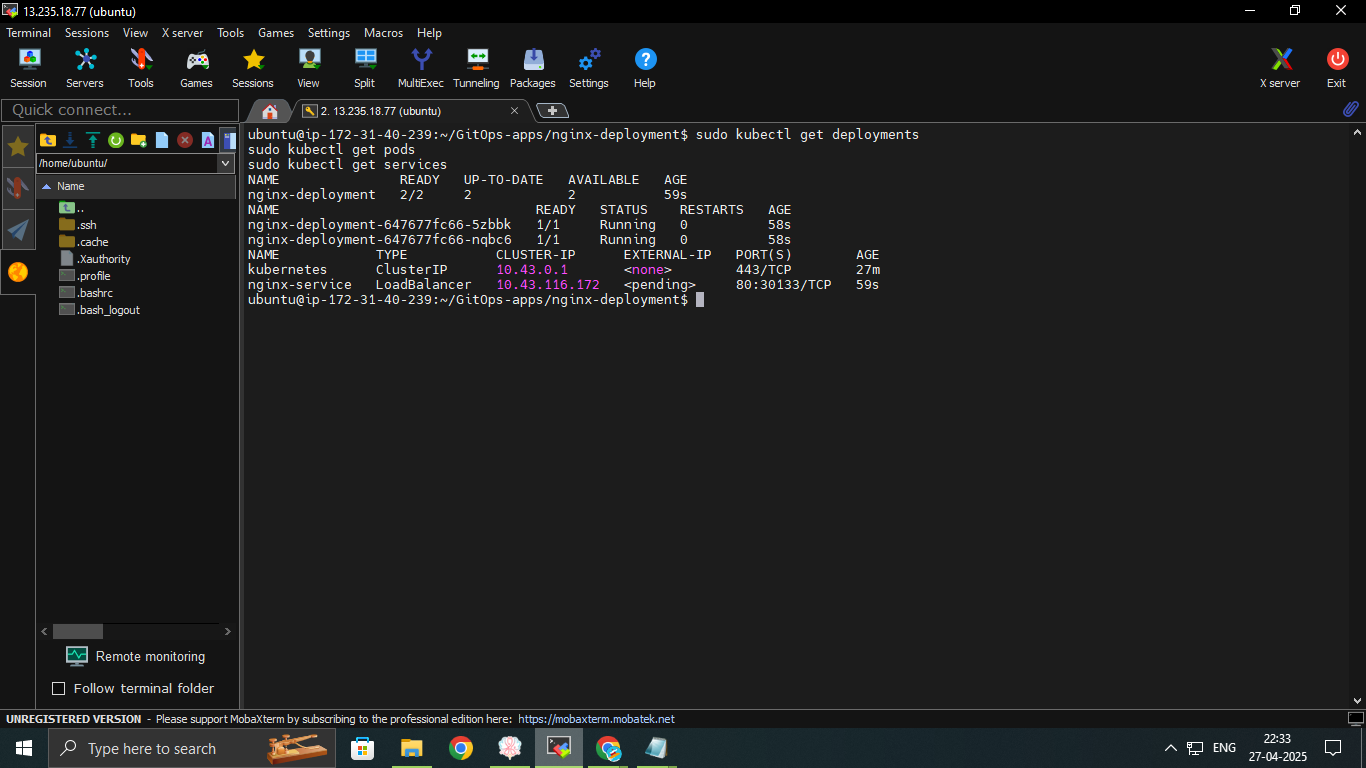 13.235.18.77 (ubuntu)
Terminal Sessions View X server Tools Games Settings Macros Help
Session Servers Tools Games Sessions View Split MultiExec Tunneling Packages Settings Help X server Exit
Quick connect...
2. 13.235.18.77 (ubuntu)
/home/ubuntu/
Name
..
.ssh
.cache
.Xauthority
.profile
.bashrc
.bash_logout
Remote monitoring
Follow terminal folder
ubuntu@ip-172-31-40-239:~/GitOps-apps/nginx-deployment$ sudo kubectl get deployments
sudo kubectl get pods
sudo kubectl get services
NAME READY UP-TO-DATE AVAILABLE AGE
nginx-deployment 2/2 2 2 59s
NAME READY STATUS RESTARTS AGE
nginx-deployment-647677fc66-5zbbk 1/1 Running 0 58s
nginx-deployment-647677fc66-nqbc6 1/1 Running 0 58s
NAME TYPE CLUSTER-IP EXTERNAL-IP PORT(S) AGE
kubernetes ClusterIP 10.43.0.1 <none> 443/TCP 27m
nginx-service LoadBalancer 10.43.116.172 <pending> 80:30133/TCP 59s
ubuntu@ip-172-31-40-239:~/GitOps-apps/nginx-deployment$
UNREGISTERED VERSION - Please support MobaXterm by subscribing to the professional edition here: https://mobaxterm.mobatek.net
Type here to search
ENG
22:33
27-04-2025